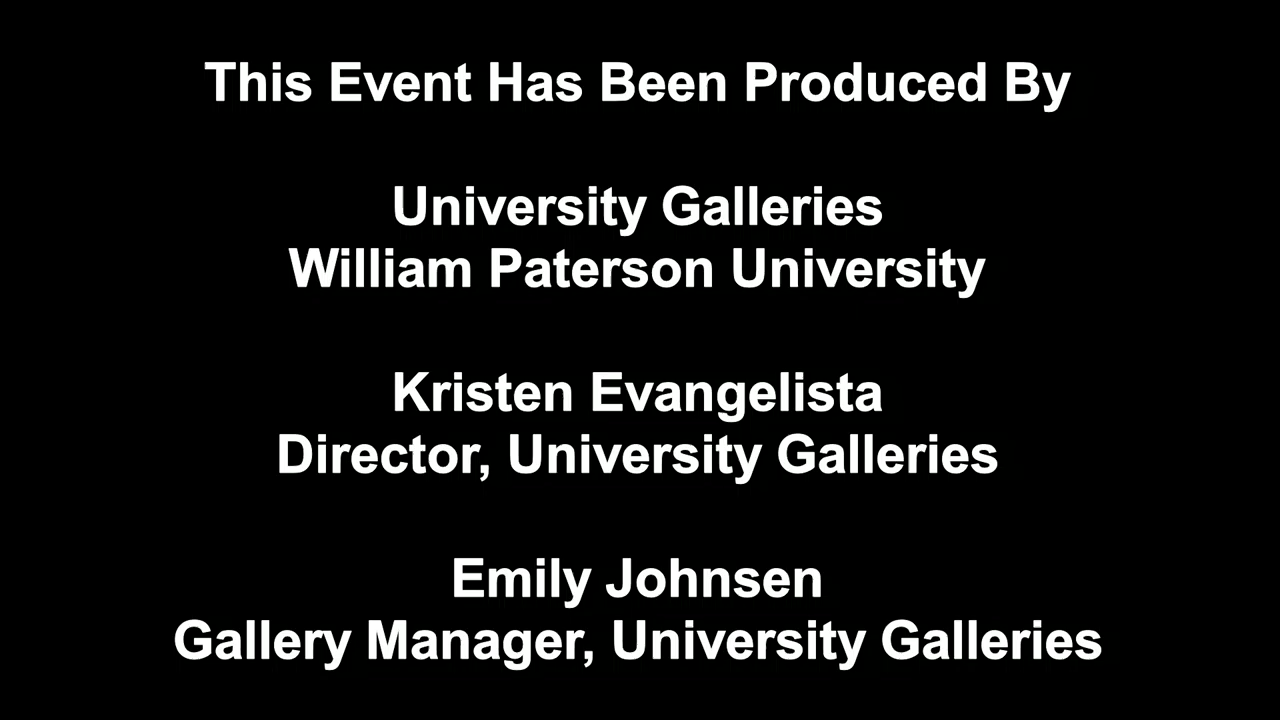 This Event Has Been Produced By
University Galleries
William Paterson University
Kristen Evangelista
Director, University Galleries
Emily Johnsen
Gallery Manager, University Galleries